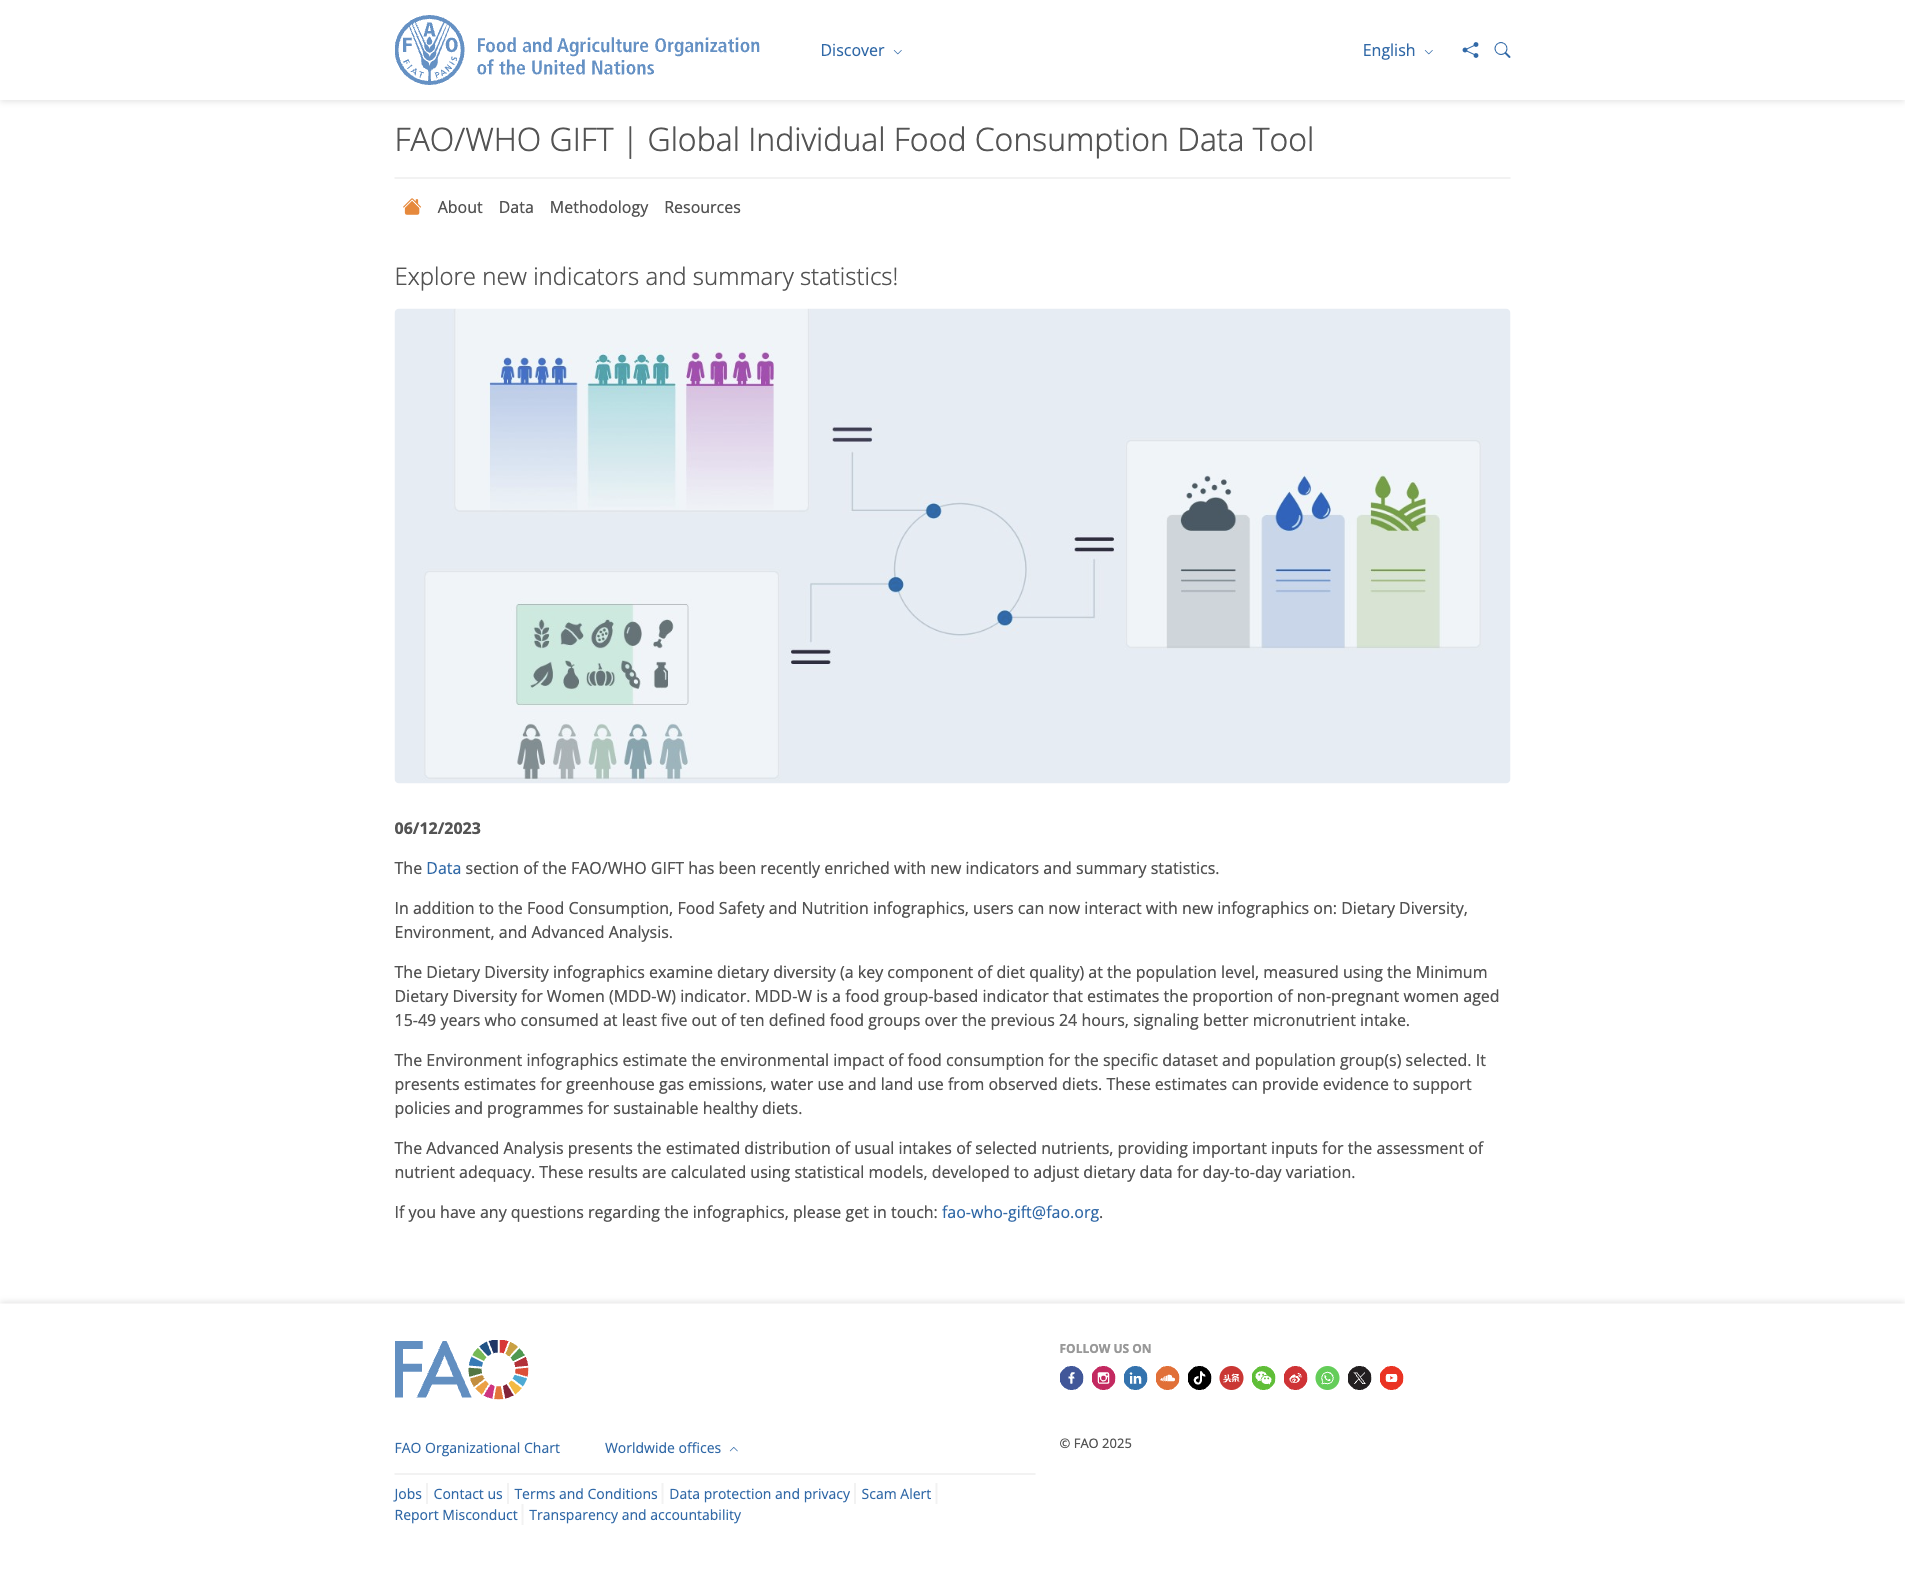 FAO
FIAT PANIS
Food and Agriculture Organization
of the United Nations
Discover
English
FAO/WHO GIFT | Global Individual Food Consumption Data Tool
About Data Methodology Resources
Explore new indicators and summary statistics!
06/12/2023
The Data section of the FAO/WHO GIFT has been recently enriched with new indicators and summary statistics.
In addition to the Food Consumption, Food Safety and Nutrition infographics, users can now interact with new infographics on: Dietary Diversity,
Environment, and Advanced Analysis.
The Dietary Diversity infographics examine dietary diversity (a key component of diet quality) at the population level, measured using the Minimum
Dietary Diversity for Women (MDD-W) indicator. MDD-W is a food group-based indicator that estimates the proportion of non-pregnant women aged
15-49 years who consumed at least five out of ten defined food groups over the previous 24 hours, signaling better micronutrient intake.
The Environment infographics estimate the environmental impact of food consumption for the specific dataset and population group(s) selected. It
presents estimates for greenhouse gas emissions, water use and land use from observed diets. These estimates can provide evidence to support
policies and programmes for sustainable healthy diets.
The Advanced Analysis presents the estimated distribution of usual intakes of selected nutrients, providing important inputs for the assessment of
nutrient adequacy. These results are calculated using statistical models, developed to adjust dietary data for day-to-day variation.
If you have any questions regarding the infographics, please get in touch: fao-who-gift@fao.org.
FAO
FOLLOW US ON
头条
FAO Organizational Chart Worldwide offices
© FAO 2025
Jobs Contact us Terms and Conditions Data protection and privacy Scam Alert
Report Misconduct Transparency and accountability